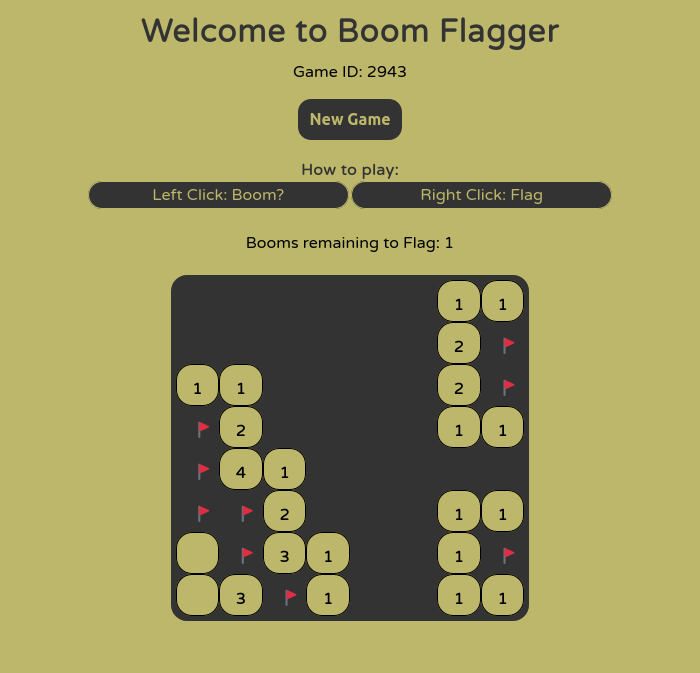 Welcome to Boom Flagger
Game ID: 2943
New Game
How to play:
Left Click: Boom? Right Click: Flag
Booms remaining to Flag: 1
1 1
2
1 1 2
2 1 1
4 1
2 1 1
3 1 1
3 1 1 1